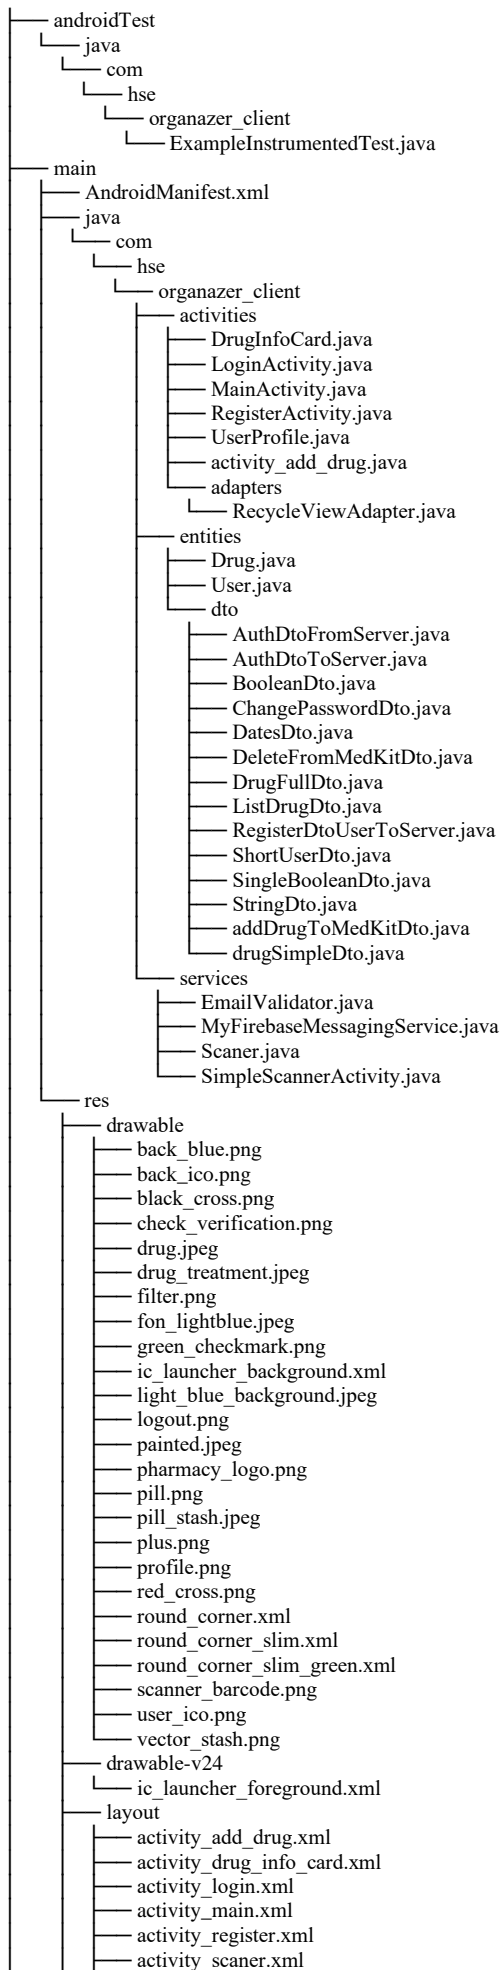 androidTest
java
com
hse
organazer_client
ExampleInstrumentedTest.java
main
AndroidManifest.xml
java
com
hse
organazer_client
activities
DrugInfoCard.java
LoginActivity.java
MainActivity.java
RegisterActivity.java
UserProfile.java
activity_add_drug.java
adapters
RecycleViewAdapter.java
entities
Drug.java
User.java
dto
AuthDtoFromServer.java
AuthDtoToServer.java
BooleanDto.java
ChangePasswordDto.java
DatesDto.java
DeleteFromMedKitDto.java
DrugFullDto.java
ListDrugDto.java
RegisterDtoUserToServer.java
ShortUserDto.java
SingleBooleanDto.java
StringDto.java
addDrugToMedKitDto.java
drugSimpleDto.java
services
EmailValidator.java
MyFirebaseMessagingService.java
Scaner.java
SimpleScannerActivity.java
res
drawable
back_blue.png
back_ico.png
black_cross.png
check_verification.png
drug.jpeg
drug_treatment.jpeg
filter.png
fon_lightblue.jpeg
green_checkmark.png
ic_launcher_background.xml
light_blue_background.jpeg
logout.png
painted.jpeg
pharmacy_logo.png
pill.png
pill_stash.jpeg
plus.png
profile.png
red_cross.png
round_corner.xml
round_corner_slim.xml
round_corner_slim_green.xml
scanner_barcode.png
user_ico.png
vector_stash.png
drawable-v24
ic_launcher_foreground.xml
layout
activity_add_drug.xml
activity_drug_info_card.xml
activity_login.xml
activity_main.xml
activity_register.xml
activity_scaner.xml